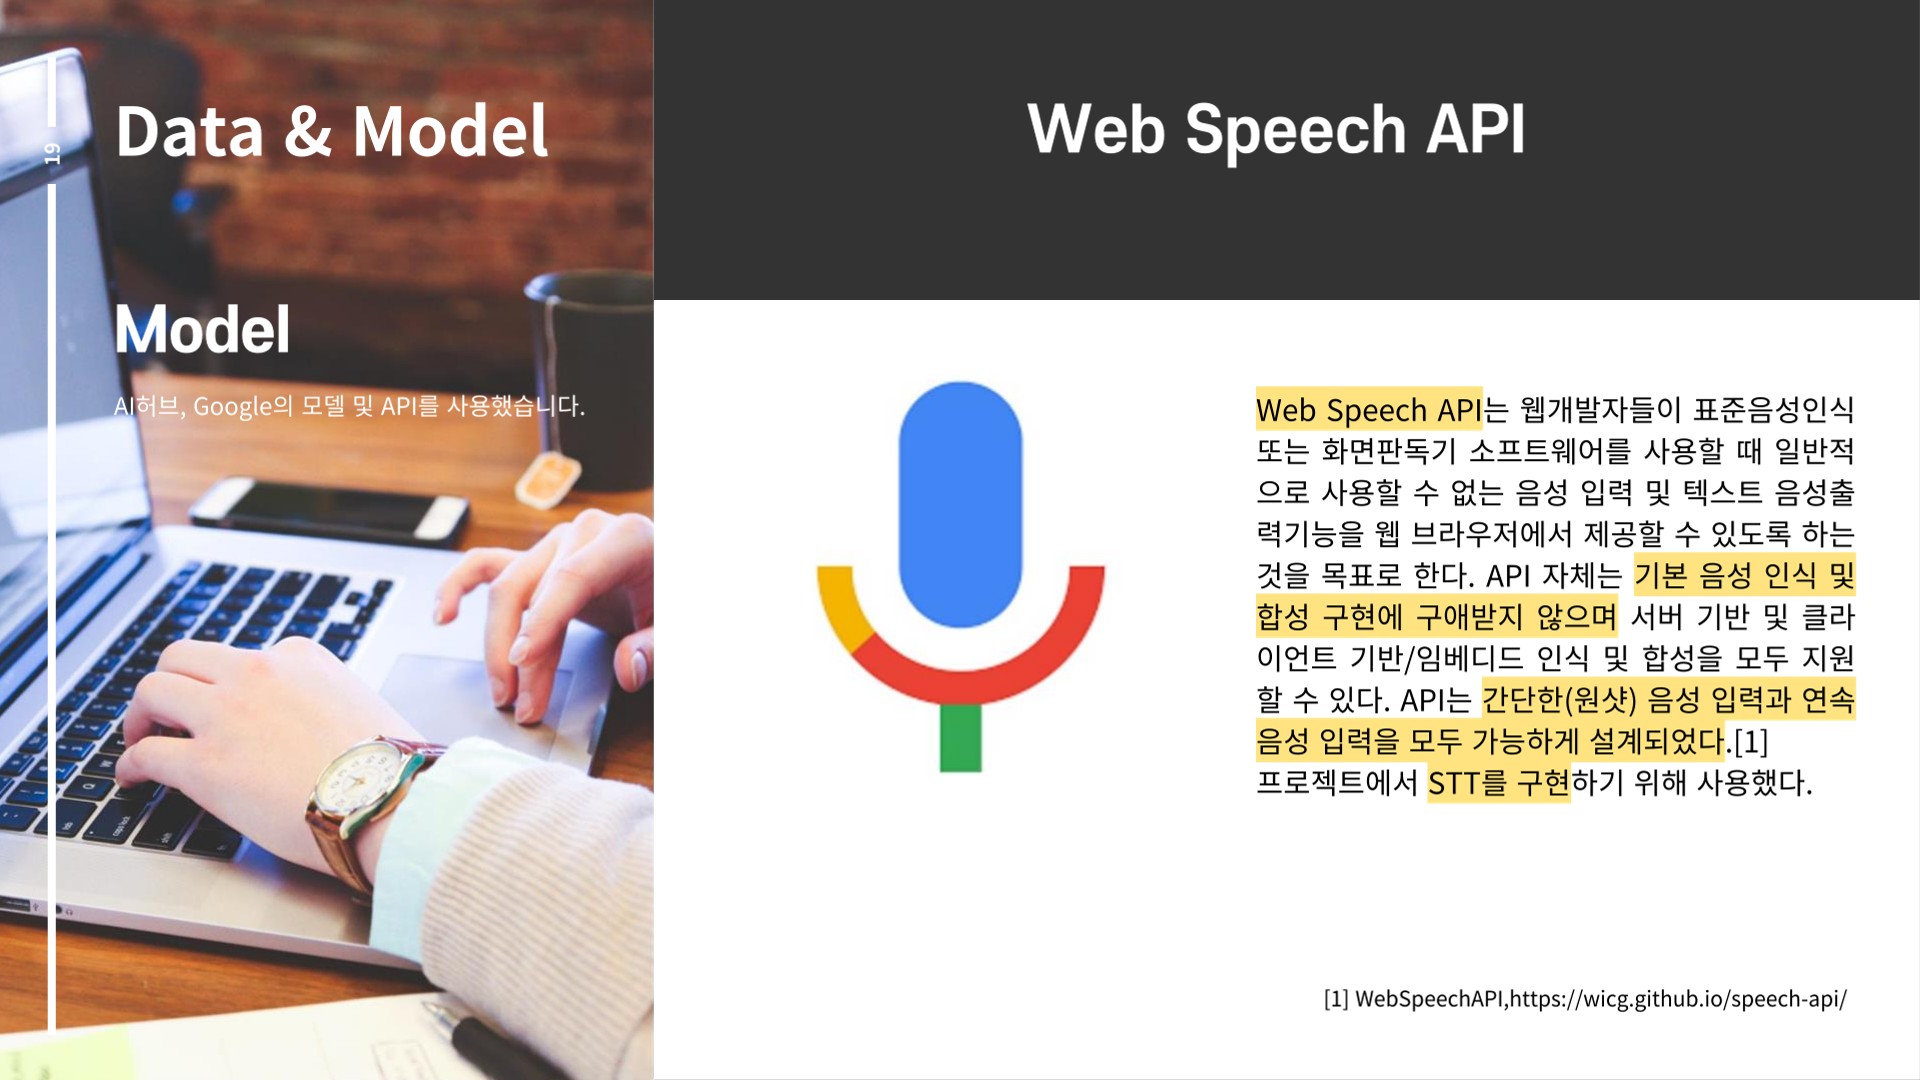 19
Data & Model
Model
AI허브, Google의 모델 및 API를 사용했습니다.
Web Speech API
Web Speech API는 웹개발자들이 표준음성인식
또는 화면판독기 소프트웨어를 사용할 때 일반적
으로 사용할 수 없는 음성 입력 및 텍스트 음성출
력기능을 웹 브라우저에서 제공할 수 있도록 하는
것을 목표로 한다. API 자체는 기본 음성 인식 및
합성 구현에 구애받지 않으며 서버 기반 및 클라
이언트 기반/임베디드 인식 및 합성을 모두 지원
할 수 있다. API는 간단한(원샷) 음성 입력과 연속
음성 입력을 모두 가능하게 설계되었다.[1]
프로젝트에서 STT를 구현하기 위해 사용했다.
[1] WebSpeechAPI,https://wicg.github.io/speech-api/